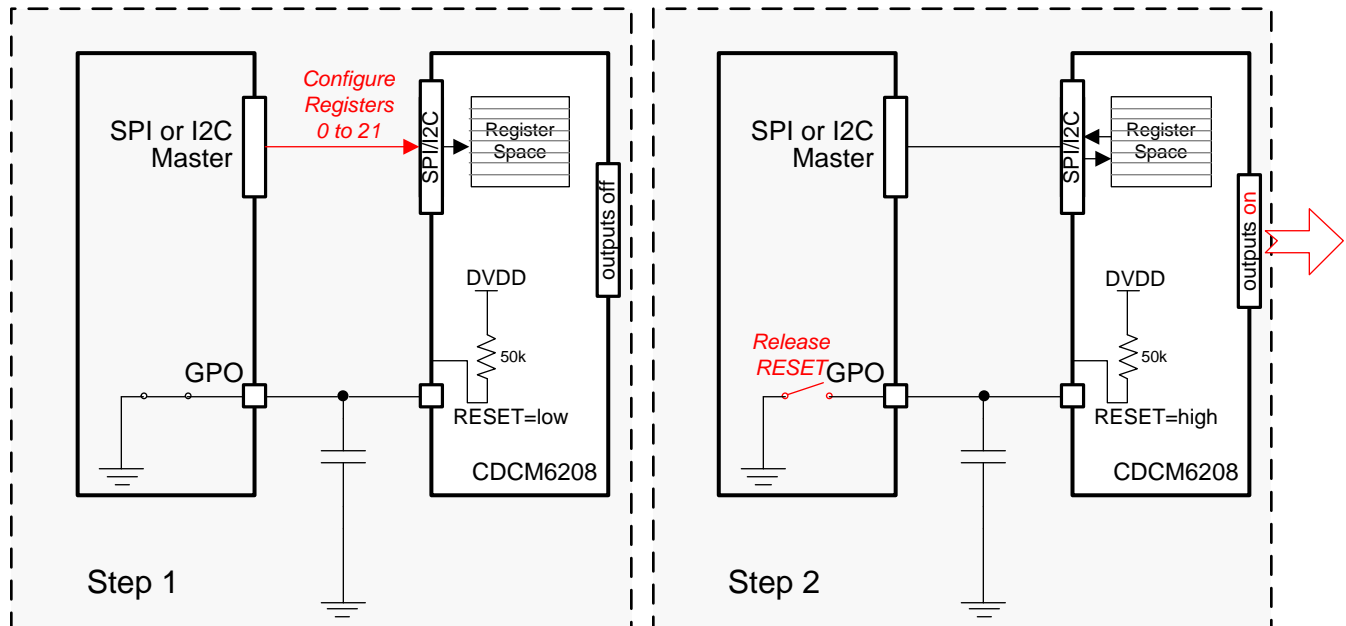 Configure
Registers
0 to 21
SPI or I2C
Master
SPI/I2C
Register
Space
outputs off
DVDD
50k
GPO
RESET=low
CDCM6208
Step 1
SPI or I2C
Master
SPI/I2C
Register
Space
outputs on
DVDD
50k
Release
RESET
GPO
RESET=high
CDCM6208
Step 2